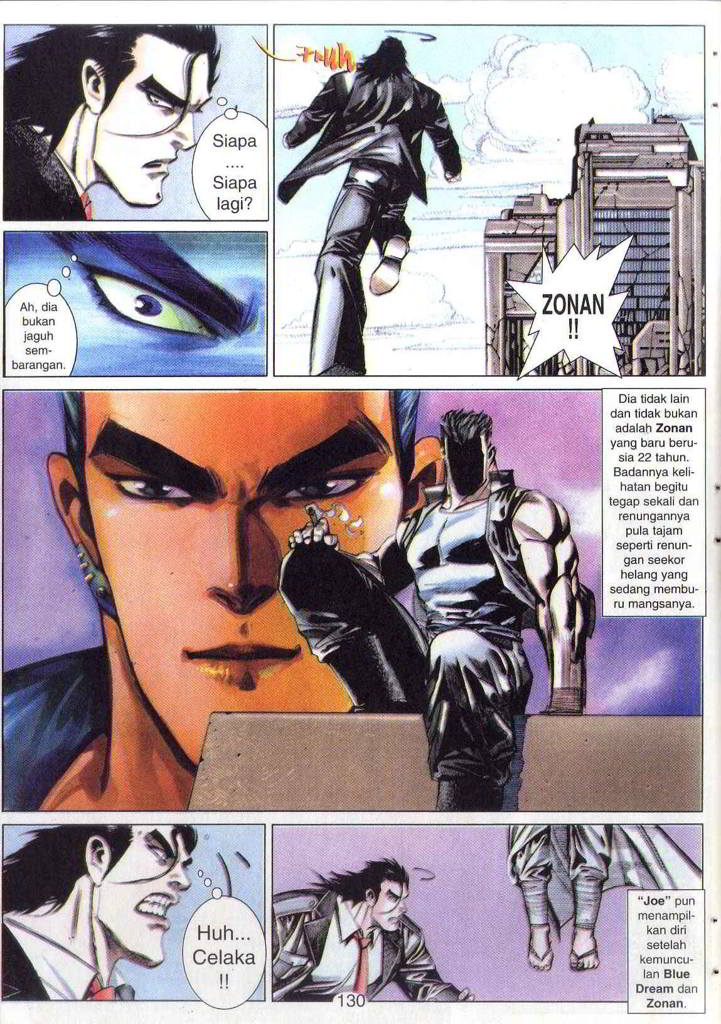 Siapa
....
Siapa
lagi?
ZONAN
!!
Ah, dia
bukan
jaguh
sem-
barangan.
Dia tidak lain
dan tidak bukan
adalah Zonan
yang baru beru-
sia 22 tahun.
Badannya keli-
hatan begitu
tegap sekali dan
renungannya
pula tajam
seperti renun-
gan seekor
helang yang
sedang membu-
ru mangsanya.
Huh...
Celaka
!!
"Joe" pun
menampil-
kan diri
setelah
kemuncu-
lan Blue
Dream dan
Zonan.
130